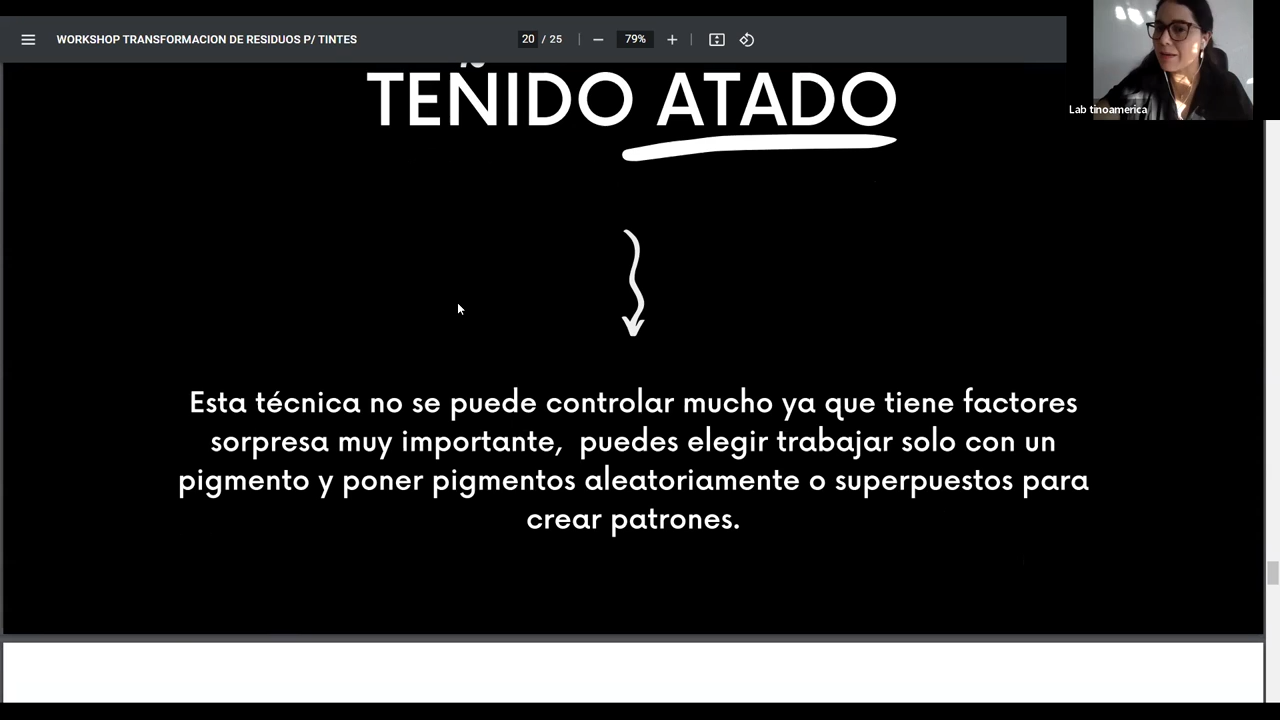 WORKSHOP TRANSFORMACION DE RESIDUOS P/ TINTES
20 / 25
79%
Lab tinoamerica
TEÑIDO ATADO
Esta técnica no se puede controlar mucho ya que tiene factores
sorpresa muy importante, puedes elegir trabajar solo con un
pigmento y poner pigmentos aleatoriamente o superpuestos para
crear patrones.